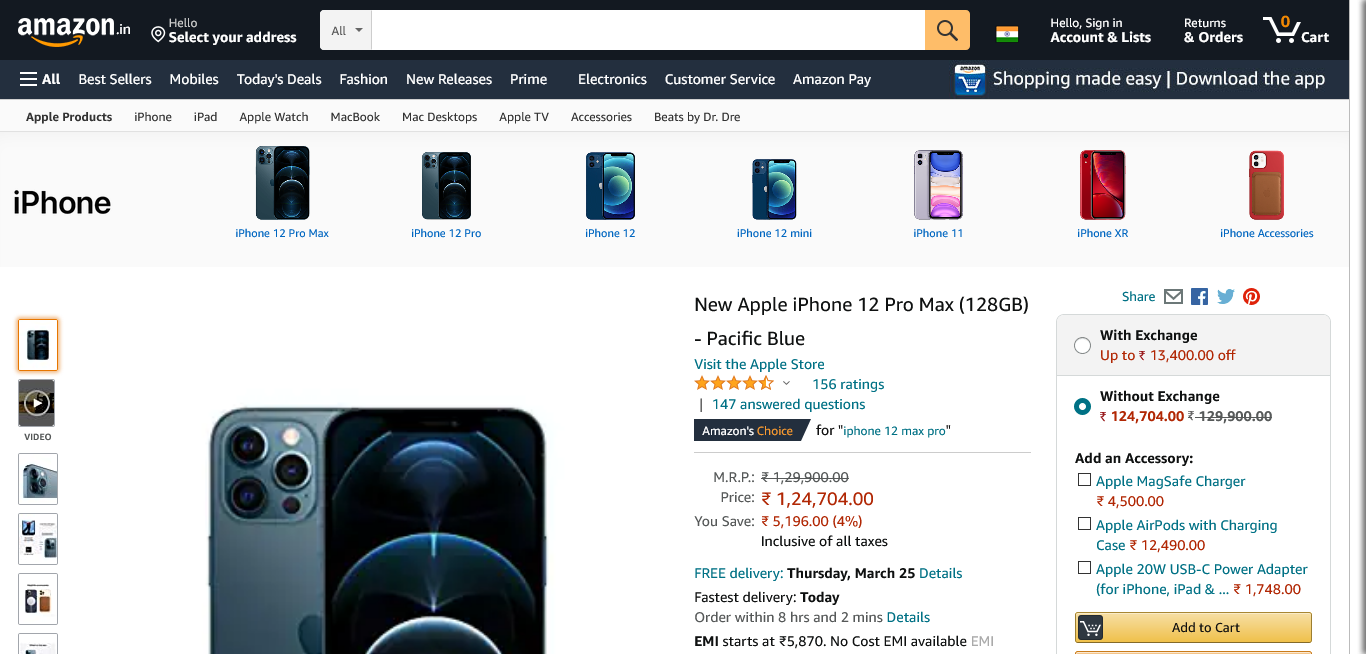 amazon.in
Hello
Select your address
All
Hello, Sign in
Account & Lists
Returns
& Orders
0
Cart
All
Best Sellers
Mobiles
Today's Deals
Fashion
New Releases
Prime
Electronics
Customer Service
Amazon Pay
amazon
Shopping made easy | Download the app
Apple Products
iPhone
iPad
Apple Watch
MacBook
Mac Desktops
Apple TV
Accessories
Beats by Dr. Dre
iPhone
iPhone 12 Pro Max
iPhone 12 Pro
iPhone 12
iPhone 12 mini
iPhone 11
iPhone XR
iPhone Accessories
VIDEO
New Apple iPhone 12 Pro Max (128GB)
- Pacific Blue
Visit the Apple Store
156 ratings
| 147 answered questions
Amazon's Choice for "iphone 12 max pro"
M.R.P.: ₹ 1,29,900.00
Price: ₹ 1,24,704.00
You Save: ₹ 5,196.00 (4%)
Inclusive of all taxes
FREE delivery: Thursday, March 25 Details
Fastest delivery: Today
Order within 8 hrs and 2 mins Details
EMI starts at ₹5,870. No Cost EMI available EMI
Share
With Exchange
Up to ₹ 13,400.00 off
Without Exchange
₹ 124,704.00 ₹ 129,900.00
Add an Accessory:
Apple MagSafe Charger
₹ 4,500.00
Apple AirPods with Charging
Case ₹ 12,490.00
Apple 20W USB-C Power Adapter
(for iPhone, iPad & ... ₹ 1,748.00
Add to Cart